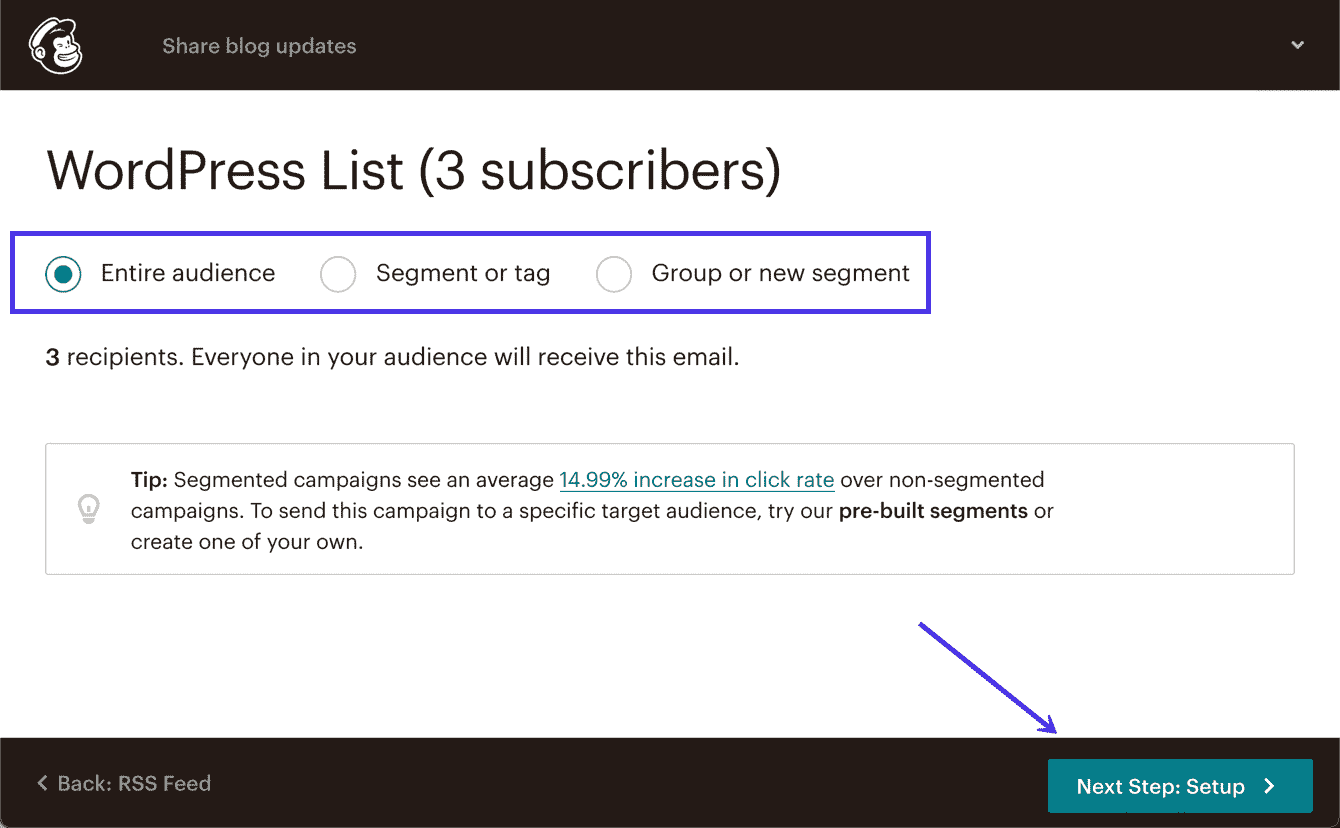 Share blog updates
WordPress List (3 subscribers)
Entire audience Segment or tag Group or new segment
3 recipients. Everyone in your audience will receive this email.
Tip: Segmented campaigns see an average 14.99% increase in click rate over non-segmented
campaigns. To send this campaign to a specific target audience, try our pre-built segments or
create one of your own.
Back: RSS Feed Next Step: Setup